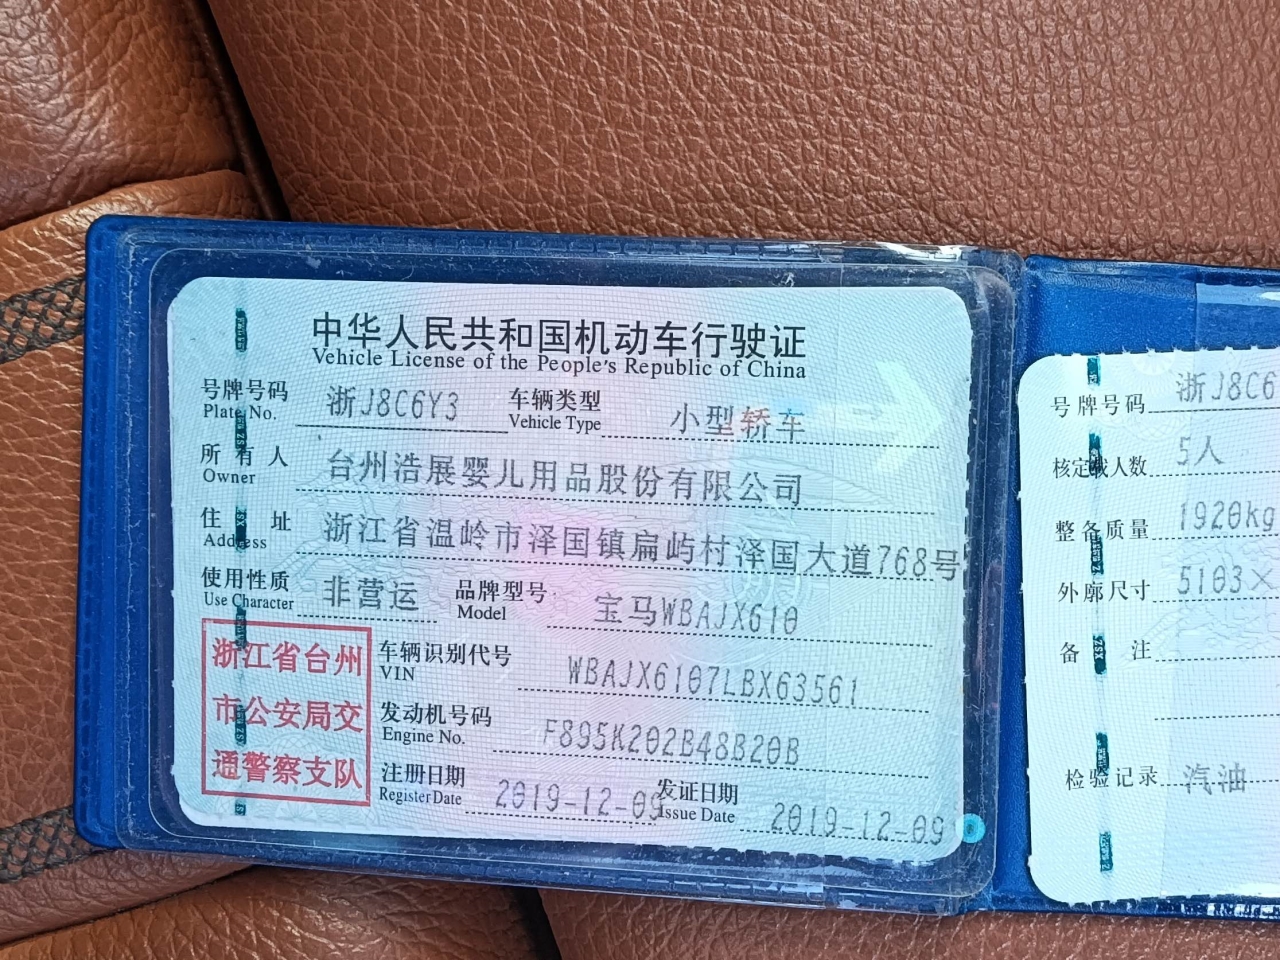 中华人民共和国机动车行驶证
Vehicle License of the People's Republic of China
号牌号码 浙J8C6Y3 车辆类型 小型轿车
Plate No. Vehicle Type
所有人 台州浩展婴儿用品股份有限公司
Owner
住址 浙江省温岭市泽国镇扁屿村泽国大道768号
Address
使用性质 非营运 品牌型号 宝马WBAJX610
Use Character Model
浙江省台州
市公安局交
通警察支队
车辆识别代号 WBAJX6107LBX63561
VIN
发动机号码 F895K202B48B20B
Engine No.
注册日期 2019-12-09 发证日期 2019-12-09
Register Date Issue Date
号牌号码 浙J8C6
核定载人数 5人
整备质量 1920kg
外廓尺寸 5103×
备注
检验记录 汽油